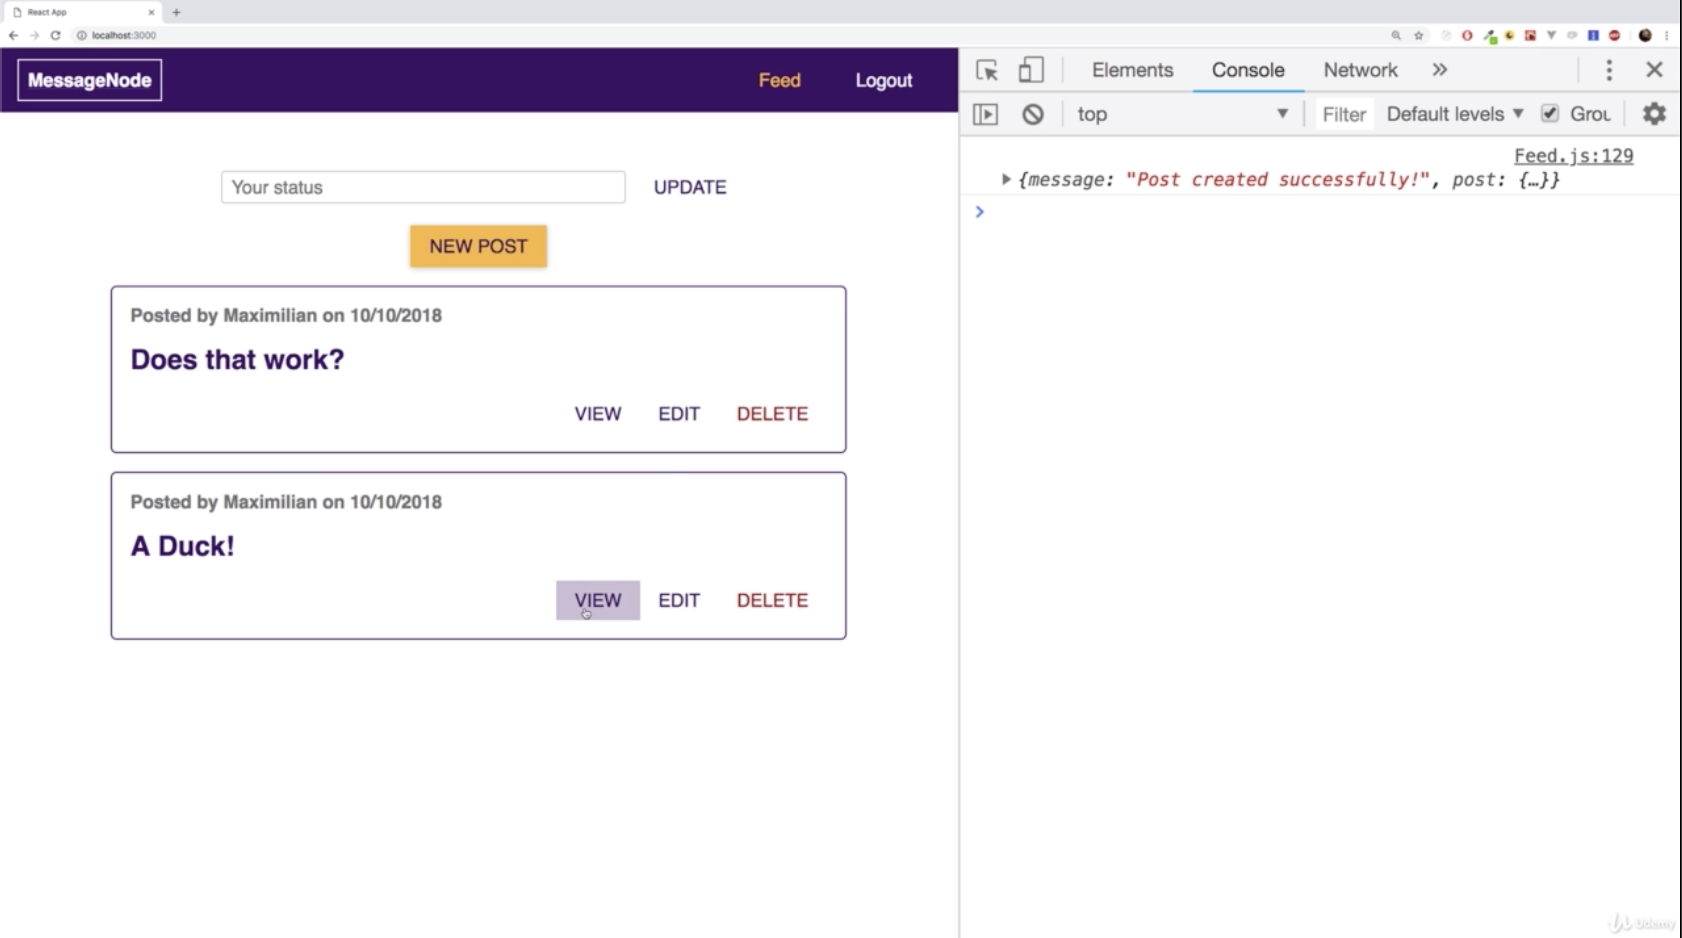 React App
localhost:3000
MessageNode
Feed
Logout
Your status
UPDATE
NEW POST
Posted by Maximilian on 10/10/2018
Does that work?
VIEW EDIT DELETE
Posted by Maximilian on 10/10/2018
A Duck!
VIEW EDIT DELETE
Elements Console Network
top Filter Default levels Grou
Feed.js:129
{message: "Post created successfully!", post: {…}}
Udemy